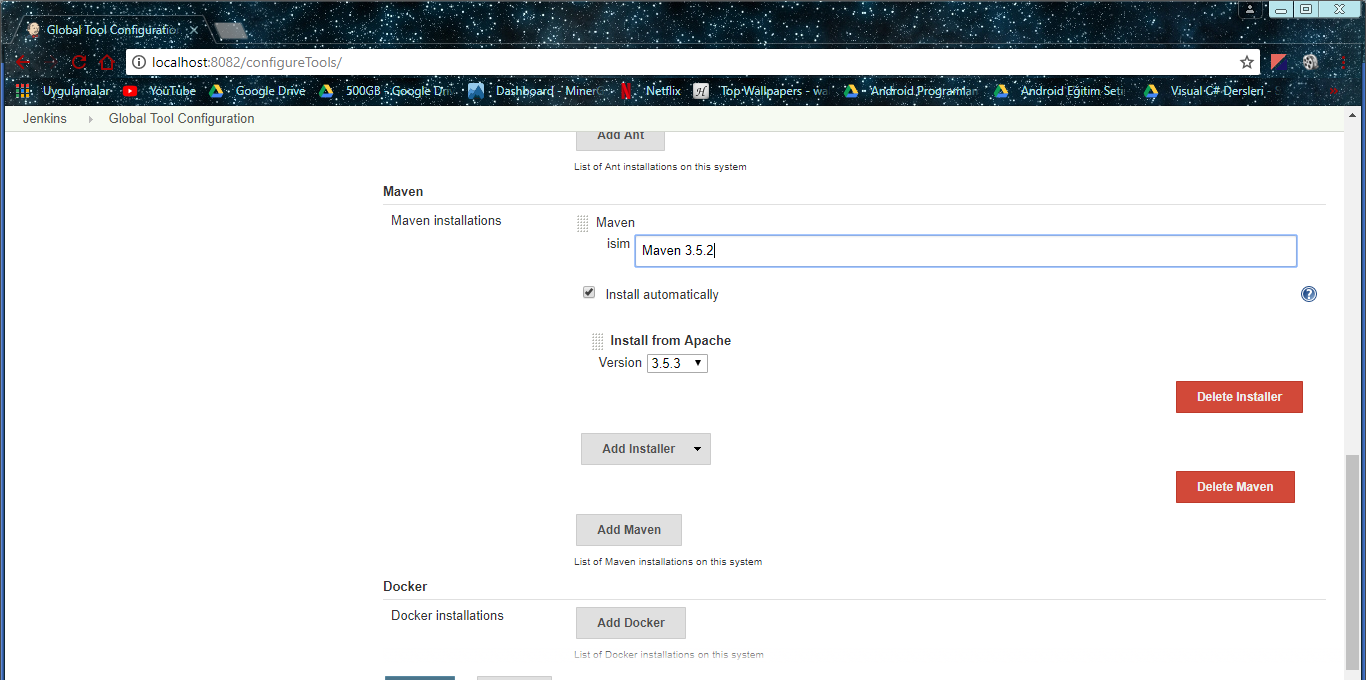 Global Tool Configuratio
localhost:8082/configureTools/
Uygulamalar YouTube Google Drive 500GB - Google Dri Dashboard - MinerG Netflix Top Wallpapers - wa Android Programlar Android Eğitim Seti Visual C# Dersleri - S
Jenkins Global Tool Configuration
Add Ant
List of Ant installations on this system
Maven
Maven installations Maven
isim Maven 3.5.2
Install automatically
Install from Apache
Version 3.5.3
Delete Installer
Add Installer
Delete Maven
Add Maven
List of Maven installations on this system
Docker
Docker installations Add Docker
List of Docker installations on this system